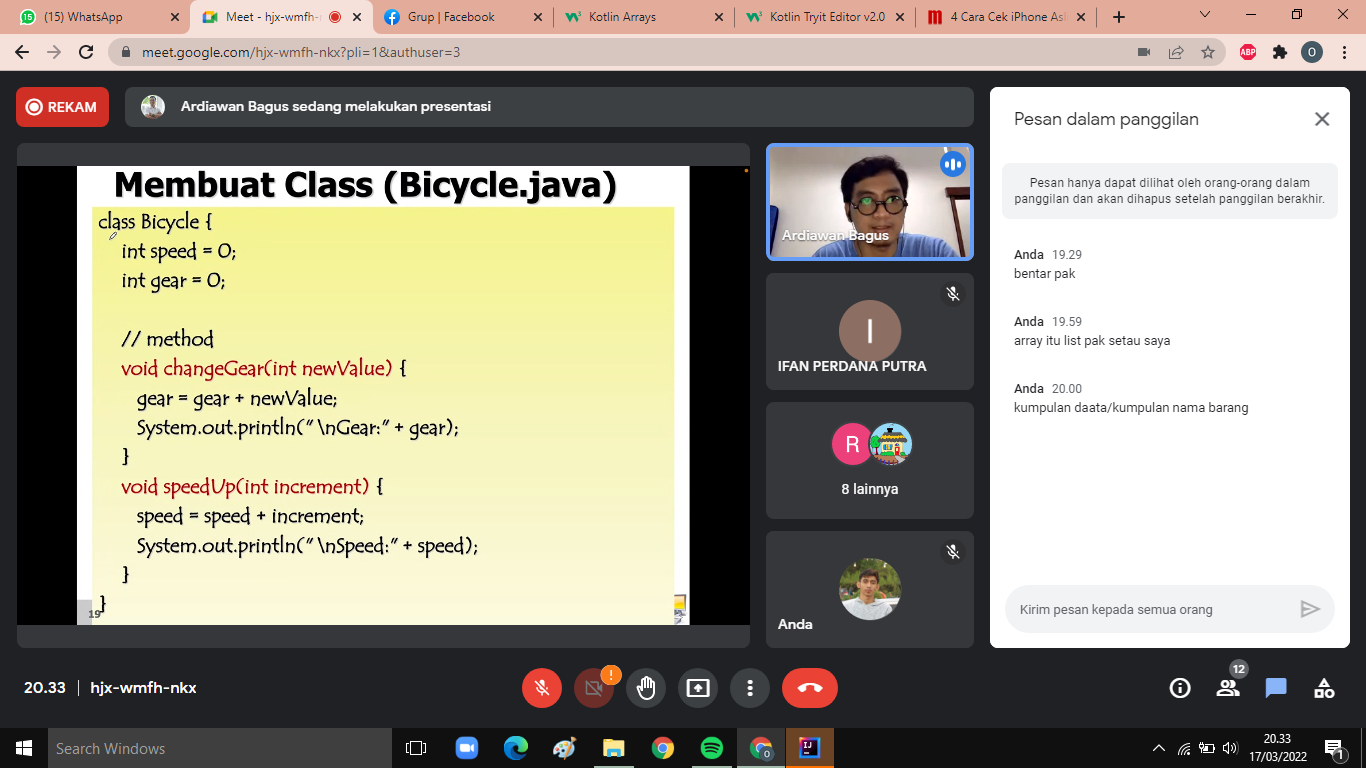 (15) WhatsApp
Meet - hjx-wmfh-
Grup | Facebook
Kotlin Arrays
Kotlin Tryit Editor v2.0
4 Cara Cek iPhone Asl
meet.google.com/hjx-wmfh-nkx?pli=1&authuser=3
ABP
O
REKAM
Ardiawan Bagus sedang melakukan presentasi
Membuat Class (Bicycle.java)
class Bicycle {
int speed = 0;
int gear = 0;
// method
void changeGear(int newValue) {
gear = gear + newValue;
System.out.println("\nGear:" + gear);
}
void speedUp(int increment) {
speed = speed + increment;
System.out.println("\nSpeed:" + speed);
}
}
19
Ardiawan Bagus
I
IFAN PERDANA PUTRA
R
8 lainnya
Anda
Pesan dalam panggilan
Pesan hanya dapat dilihat oleh orang-orang dalam
panggilan dan akan dihapus setelah panggilan berakhir.
Anda 19.29
bentar pak
Anda 19.59
array itu list pak setau saya
Anda 20.00
kumpulan daata/kumpulan nama barang
Kirim pesan kepada semua orang
20.33 | hjx-wmfh-nkx
!
12
Search Windows
IJ
20.33
17/03/2022
1